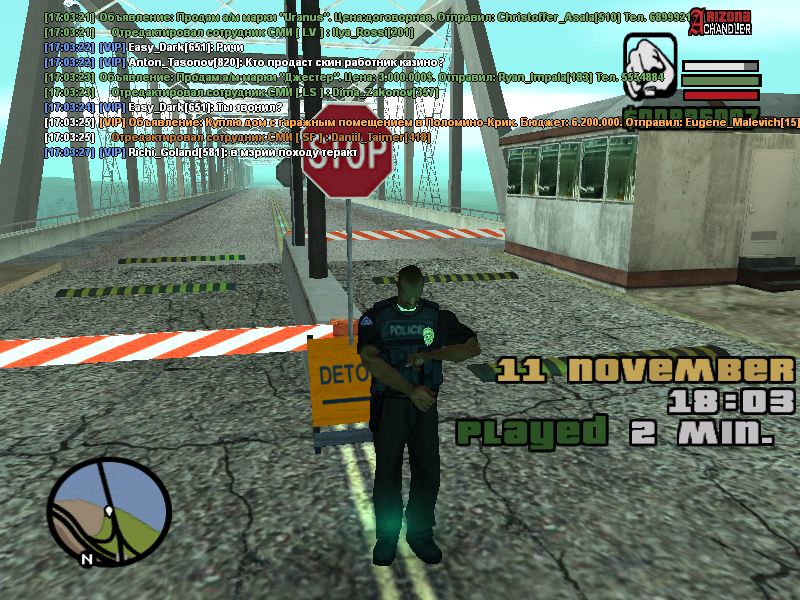 [17:03:21] Объявление: Продам а/м марки "Uranus". Цена:договорная. Отправил: Christoffer_Asala[510] Тел. 6899921
[17:03:21] Отредактировал сотрудник СМИ [ LV ] : Ilya_Rossi[201]
[17:03:22] [VIP] Easy_Dark[651]: Ричи
[17:03:22] [VIP] Anton_Tasonov[820]: Кто продаст скин работник казино?
[17:03:23] Объявление: Продам а/м марки "Джестер". Цена: 3.000.000$. Отправил: Ryan_Impala[183] Тел. 5554884
[17:03:23] Отредактировал сотрудник СМИ [ LS ] : Dima_Zakonov[357]
[17:03:24] [VIP] Easy_Dark[651]: Ты звонил?
[17:03:25] [VIP] Объявление: Куплю дом с гаражным помещением в Поломино-Крик. Бюджет: 6.200.000. Отправил: Eugene_Malevich[15]
[17:03:25] Отредактировал сотрудник СМИ [ SF ] : Daniil_Taimer[418]
[17:03:27] [VIP] Richi_Goland[581]: в мэрии походу теракт
ARIZONA
CHANDLER
STOP
POLICE
DETO
11 november
18:03
Played 2 min.
N